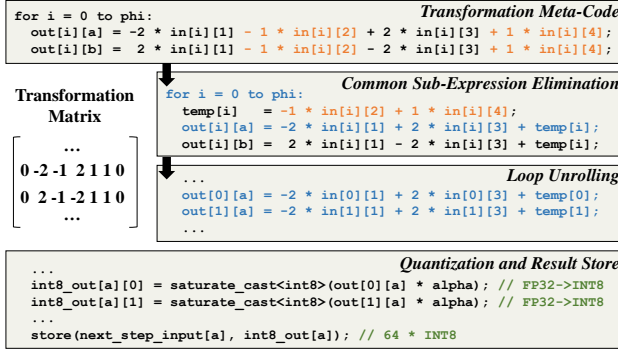 Transformation Meta-Code
for i = 0 to phi:
out[i][a] = -2 * in[i][1] - 1 * in[i][2] + 2 * in[i][3] + 1 * in[i][4];
out[i][b] =  2 * in[i][1] - 1 * in[i][2] - 2 * in[i][3] + 1 * in[i][4];
Common Sub-Expression Elimination
for i = 0 to phi:
temp[i]   = -1 * in[i][2] + 1 * in[i][4];
out[i][a] = -2 * in[i][1] + 2 * in[i][3] + temp[i];
out[i][b] =  2 * in[i][1] - 2 * in[i][3] + temp[i];
Transformation
Matrix
...
0 -2 -1 2 1 1 0
0 2 -1 -2 1 1 0
...
Loop Unrolling
...
out[0][a] = -2 * in[0][1] + 2 * in[0][3] + temp[0];
out[1][a] = -2 * in[1][1] + 2 * in[1][3] + temp[1];
...
Quantization and Result Store
...
int8_out[a][0] = saturate_cast<int8>(out[0][a] * alpha); // FP32->INT8
int8_out[a][1] = saturate_cast<int8>(out[1][a] * alpha); // FP32->INT8
...
store(next_step_input[a], int8_out[a]); // 64 * INT8